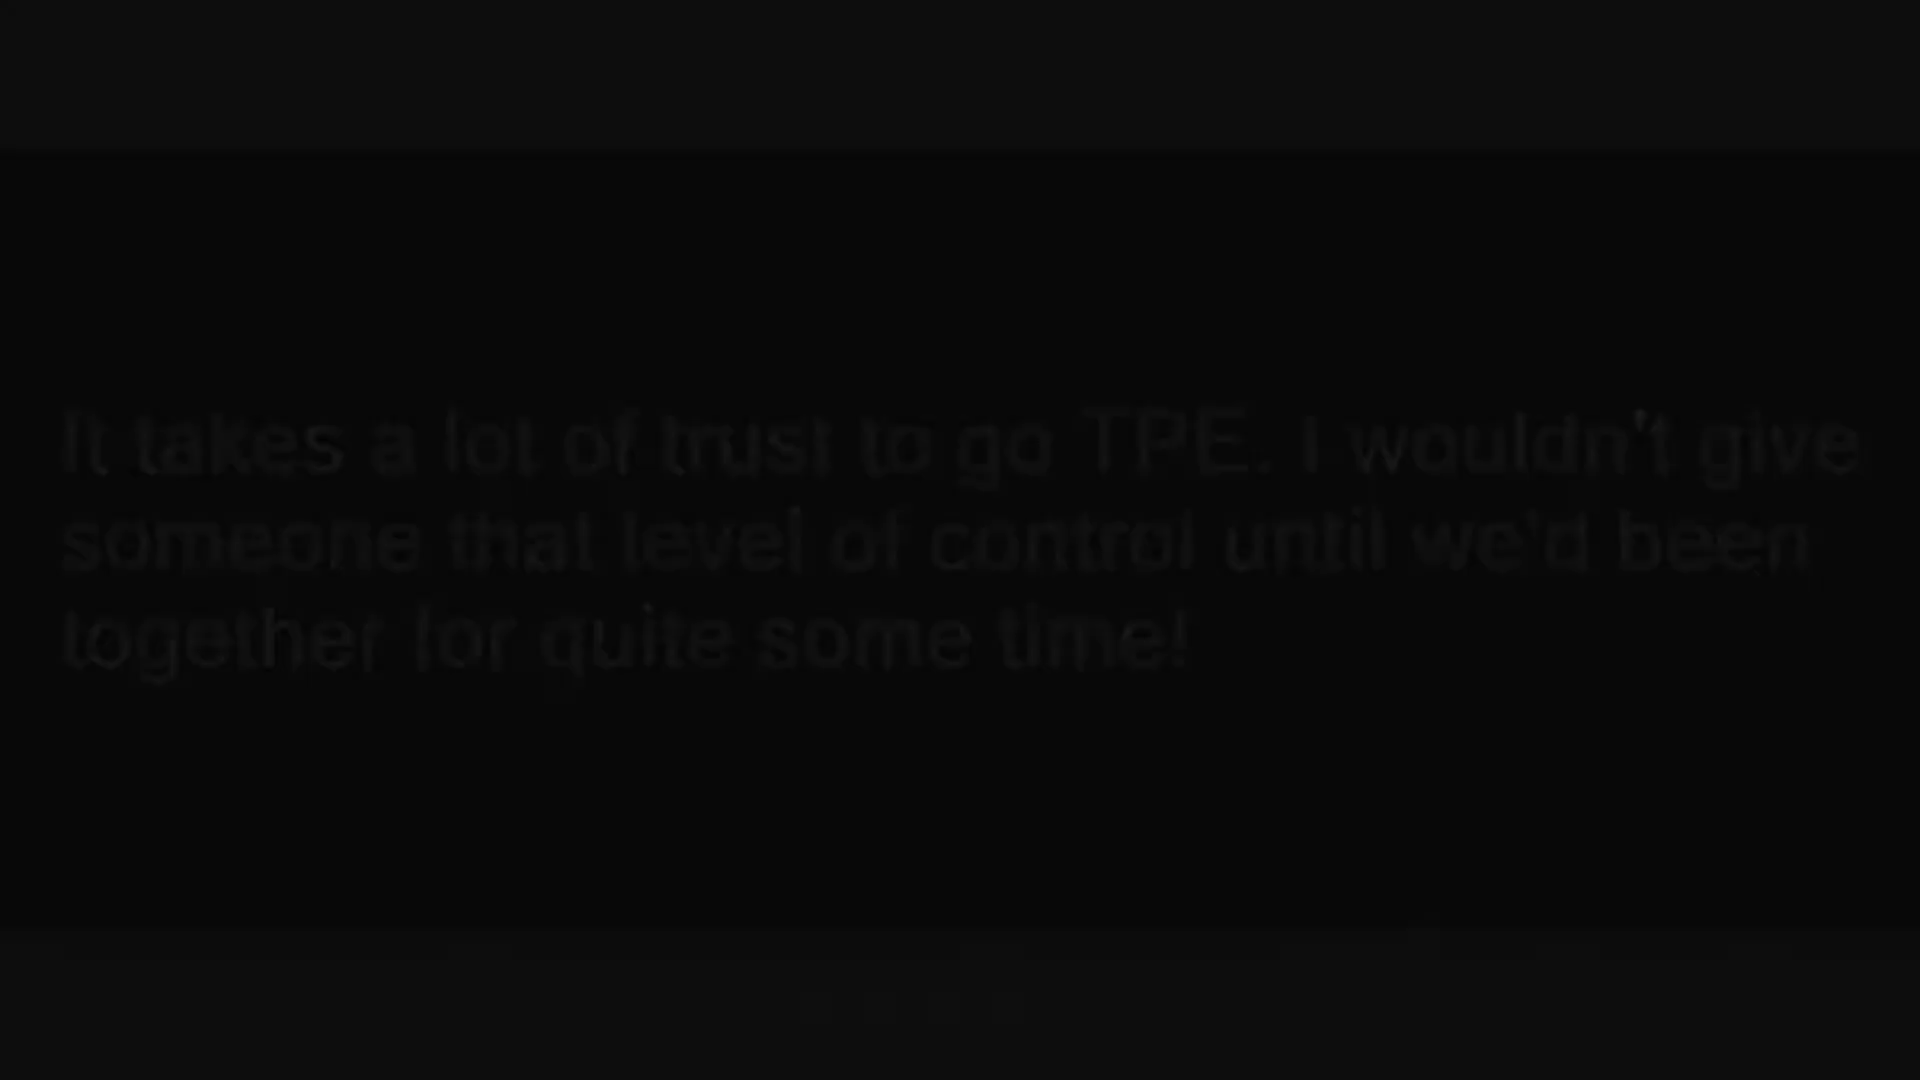 It takes a lot of trust to go TPE. I wouldn't give
someone that level of control until we'd been
together for quite some time!